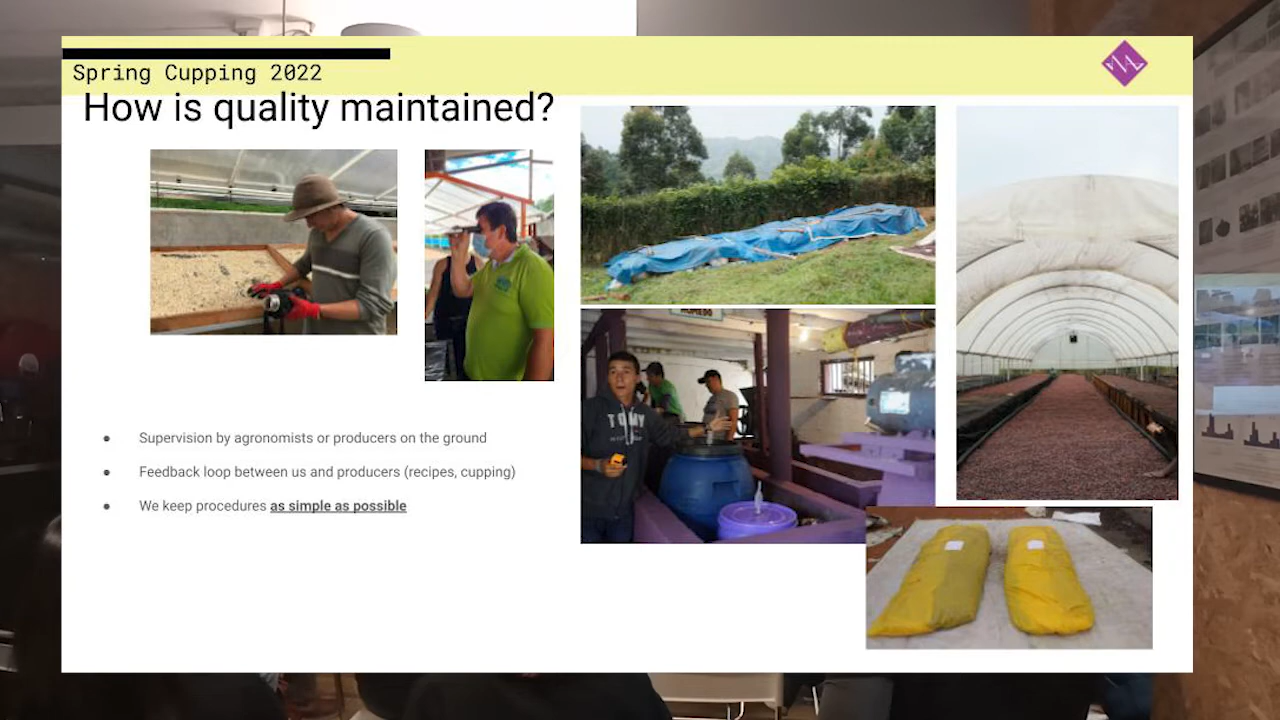 Spring Cupping 2022
How is quality maintained?
Supervision by agronomists or producers on the ground
Feedback loop between us and producers (recipes, cupping)
We keep procedures as simple as possible
TOMMY